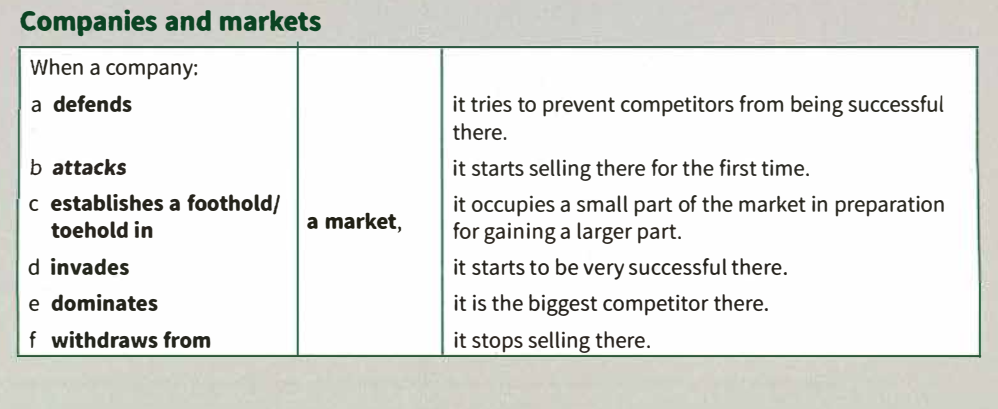 Companies and markets
When a company:
a defends
it tries to prevent competitors from being successful
there.
b attacks
it starts selling there for the first time.
c establishes a foothold/
toehold in
a market,
it occupies a small part of the market in preparation
for gaining a larger part.
d invades
it starts to be very successful there.
e dominates
it is the biggest competitor there.
f withdraws from
it stops selling there.